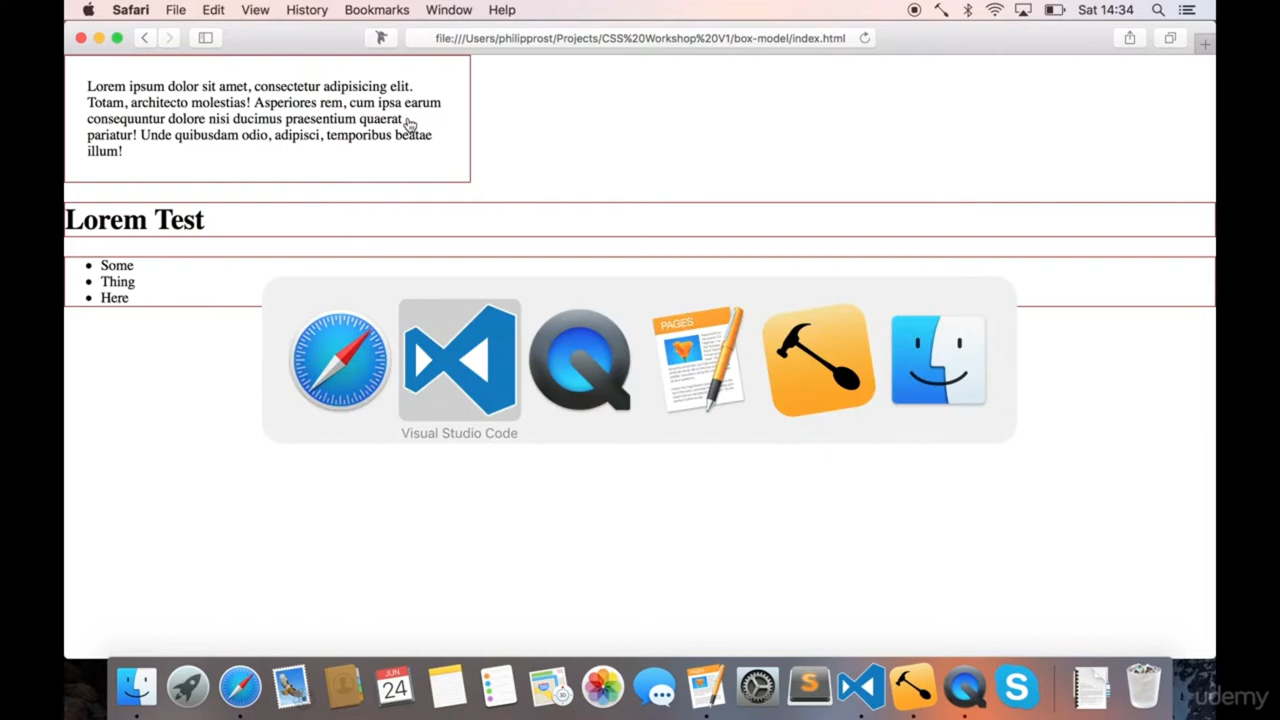 Safari File Edit View History Bookmarks Window Help Sat 14:34
file:///Users/philipprost/Projects/CSS%20Workshop%20V1/box-model/index.html
Lorem ipsum dolor sit amet, consectetur adipisicing elit.
Totam, architecto molestias! Asperiores rem, cum ipsa earum
consequuntur dolore nisi ducimus praesentium quaerat
pariatur! Unde quibusdam odio, adipisci, temporibus beatae
illum!
Lorem Test
• Some
• Thing
• Here
PAGES
Visual Studio Code
JUN
24
udemy